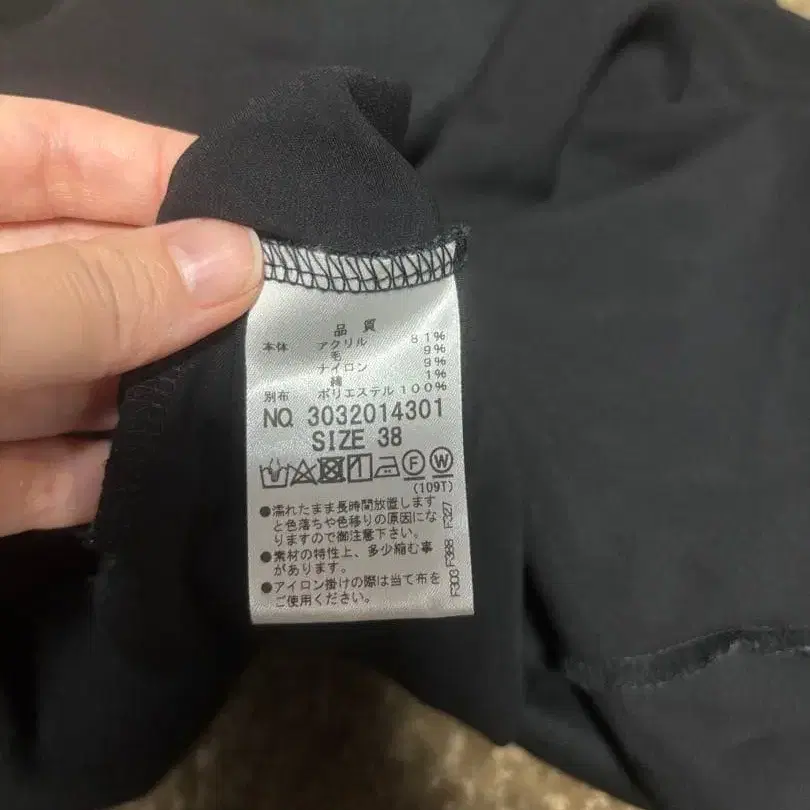 品質
本体 アクリル 81%
毛 9%
ナイロン 9%
綿 1%
別布 ポリエステル 100%
NO. 3032014301
SIZE 38
F W
(109T)
●濡れたまま長時間放置します
と色落ちや色移りの原因にな
りますので御注意下さい。
●素材の特性上、多少縮む事
があります。
●アイロン掛けの際は当て布を
ご使用ください。
F303 F388 F327